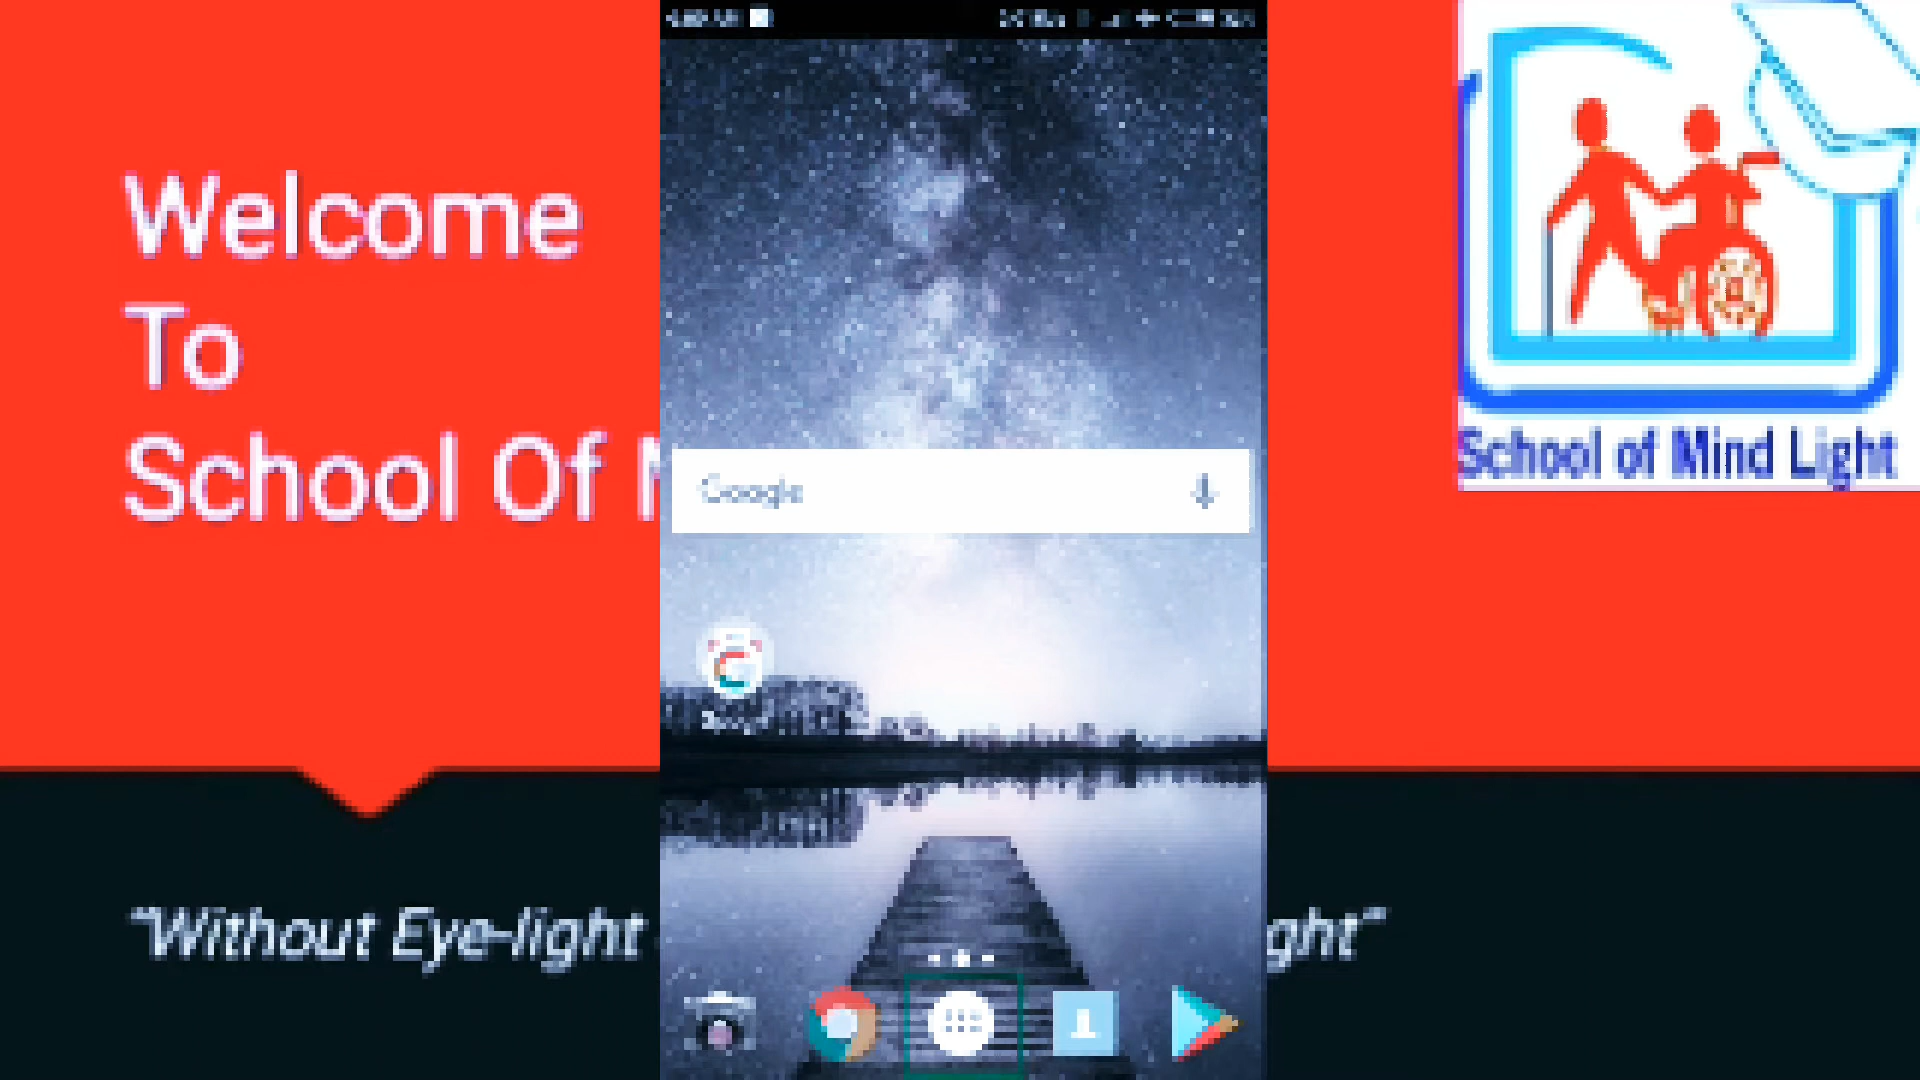 Welcome
To
School Of
Google
School of Mind Light
"Without Eye-light
ght"